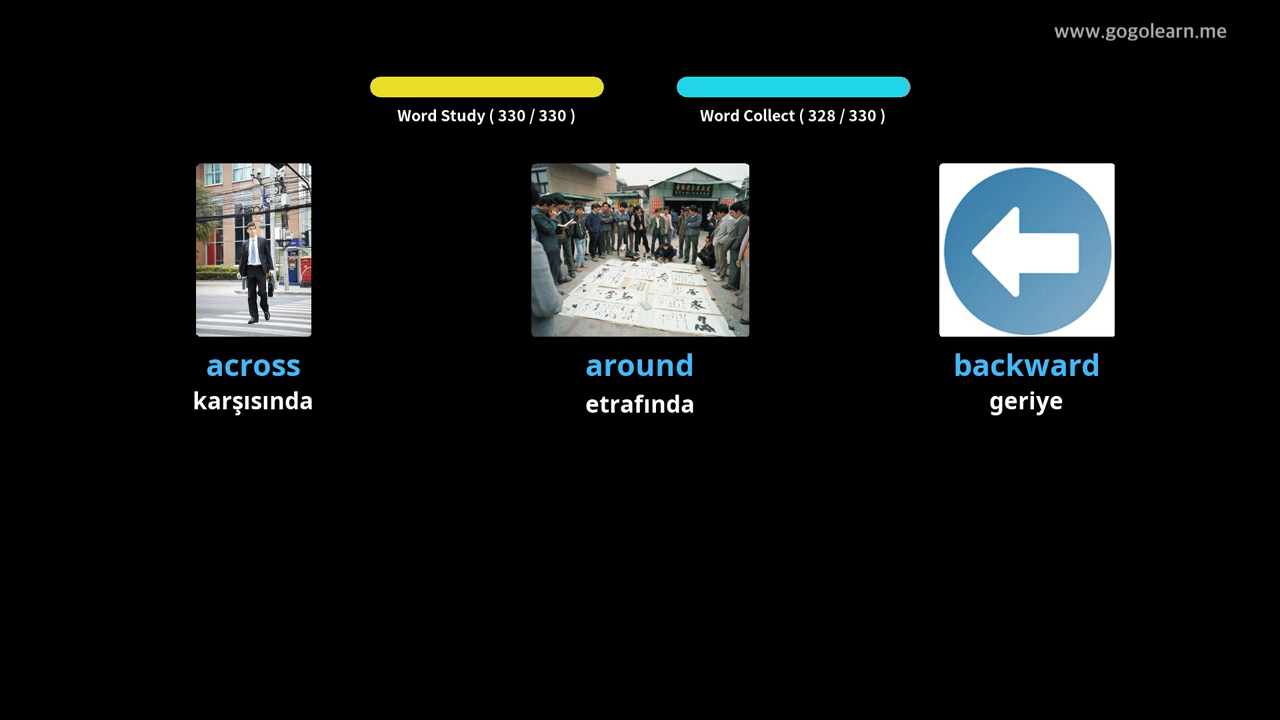 www.gogolearn.me
Word Study ( 330 / 330 )
Word Collect ( 328 / 330 )
across
karşısında
around
etrafında
backward
geriye